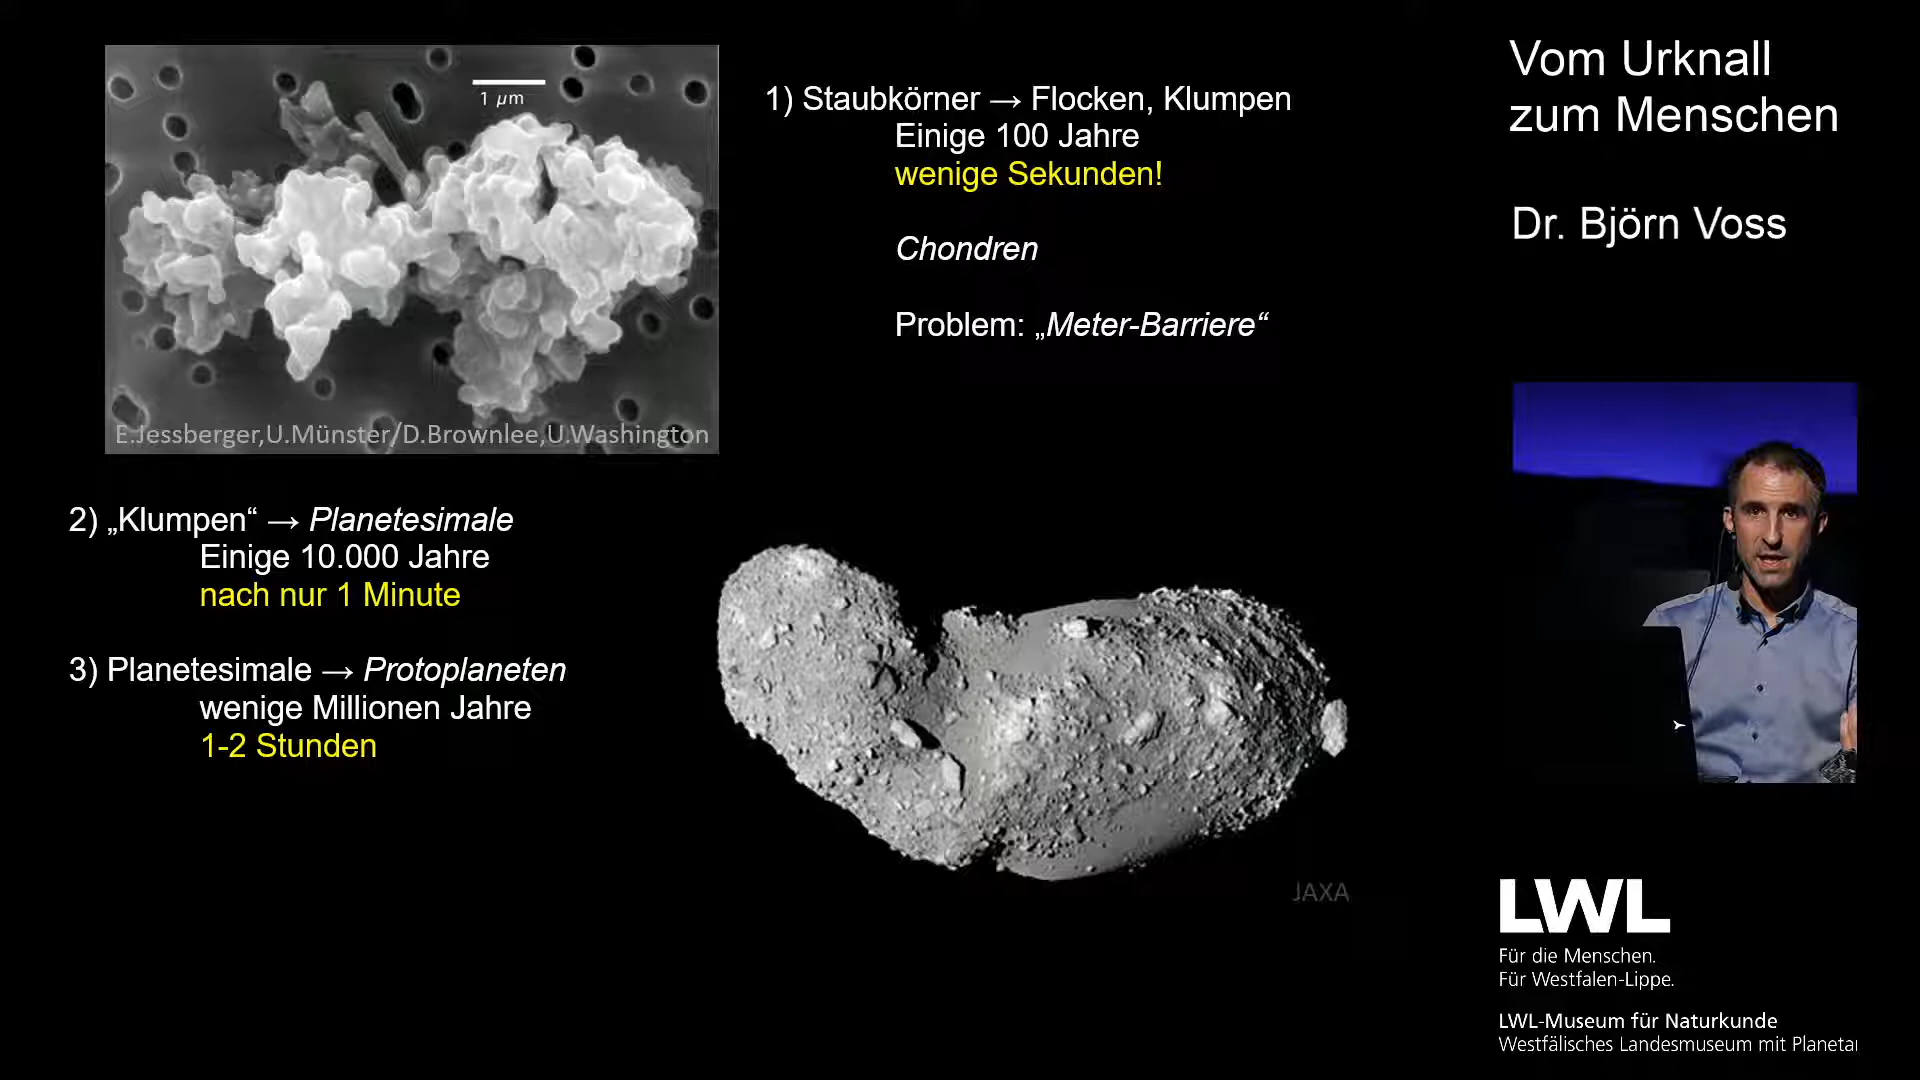 1 µm
E.Jessberger,U.Münster/D.Brownlee,U.Washington
1) Staubkörner → Flocken, Klumpen
Einige 100 Jahre
wenige Sekunden!
Chondren
Problem: „Meter-Barriere“
2) „Klumpen“ → Planetesimale
Einige 10.000 Jahre
nach nur 1 Minute
3) Planetesimale → Protoplaneten
wenige Millionen Jahre
1-2 Stunden
JAXA
Vom Urknall
zum Menschen
Dr. Björn Voss
LWL
Für die Menschen.
Für Westfalen-Lippe.
LWL-Museum für Naturkunde
Westfälisches Landesmuseum mit Planeta